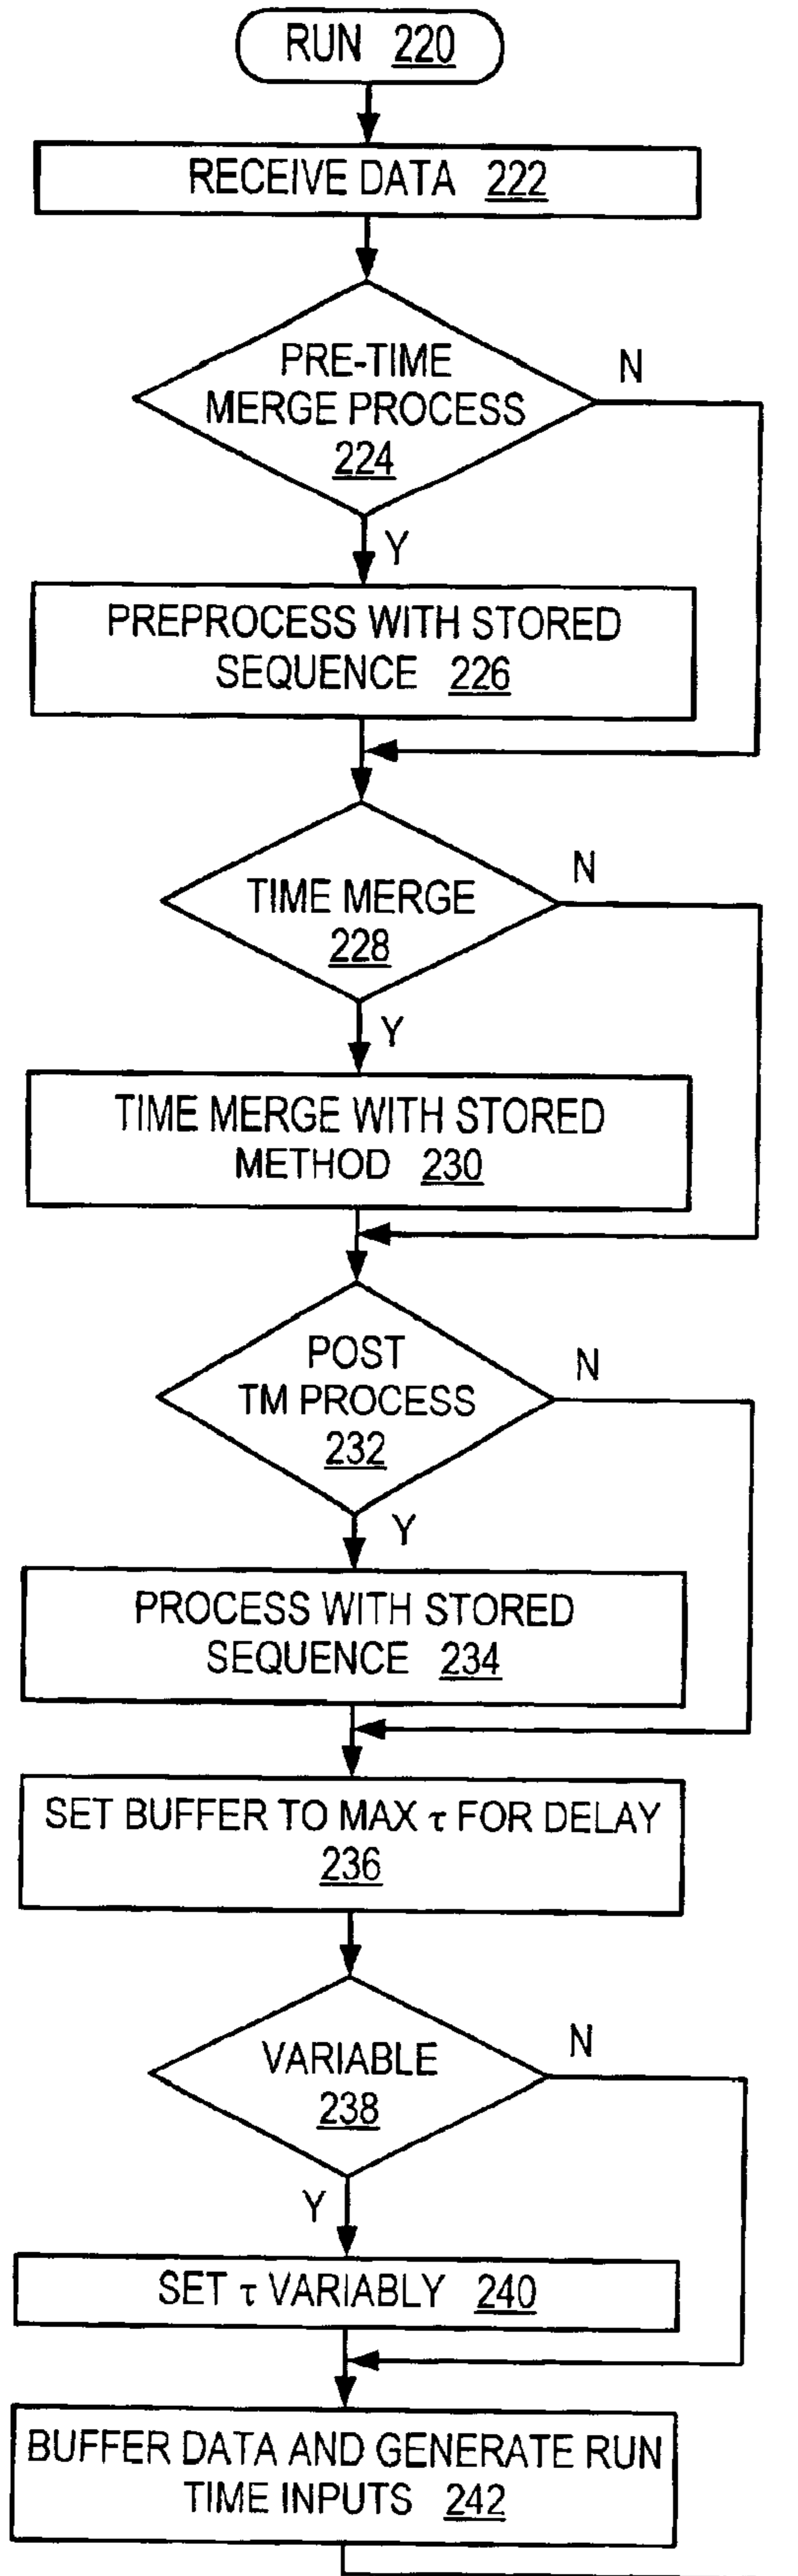 RUN 220
RECEIVE DATA 222
PRE-TIME
MERGE PROCESS
224
N
Y
PREPROCESS WITH STORED
SEQUENCE 226
TIME MERGE
228
N
Y
TIME MERGE WITH STORED
METHOD 230
POST
TM PROCESS
232
N
Y
PROCESS WITH STORED
SEQUENCE 234
SET BUFFER TO MAX τ FOR DELAY
236
VARIABLE
238
N
Y
SET τ VARIABLY 240
BUFFER DATA AND GENERATE RUN
TIME INPUTS 242